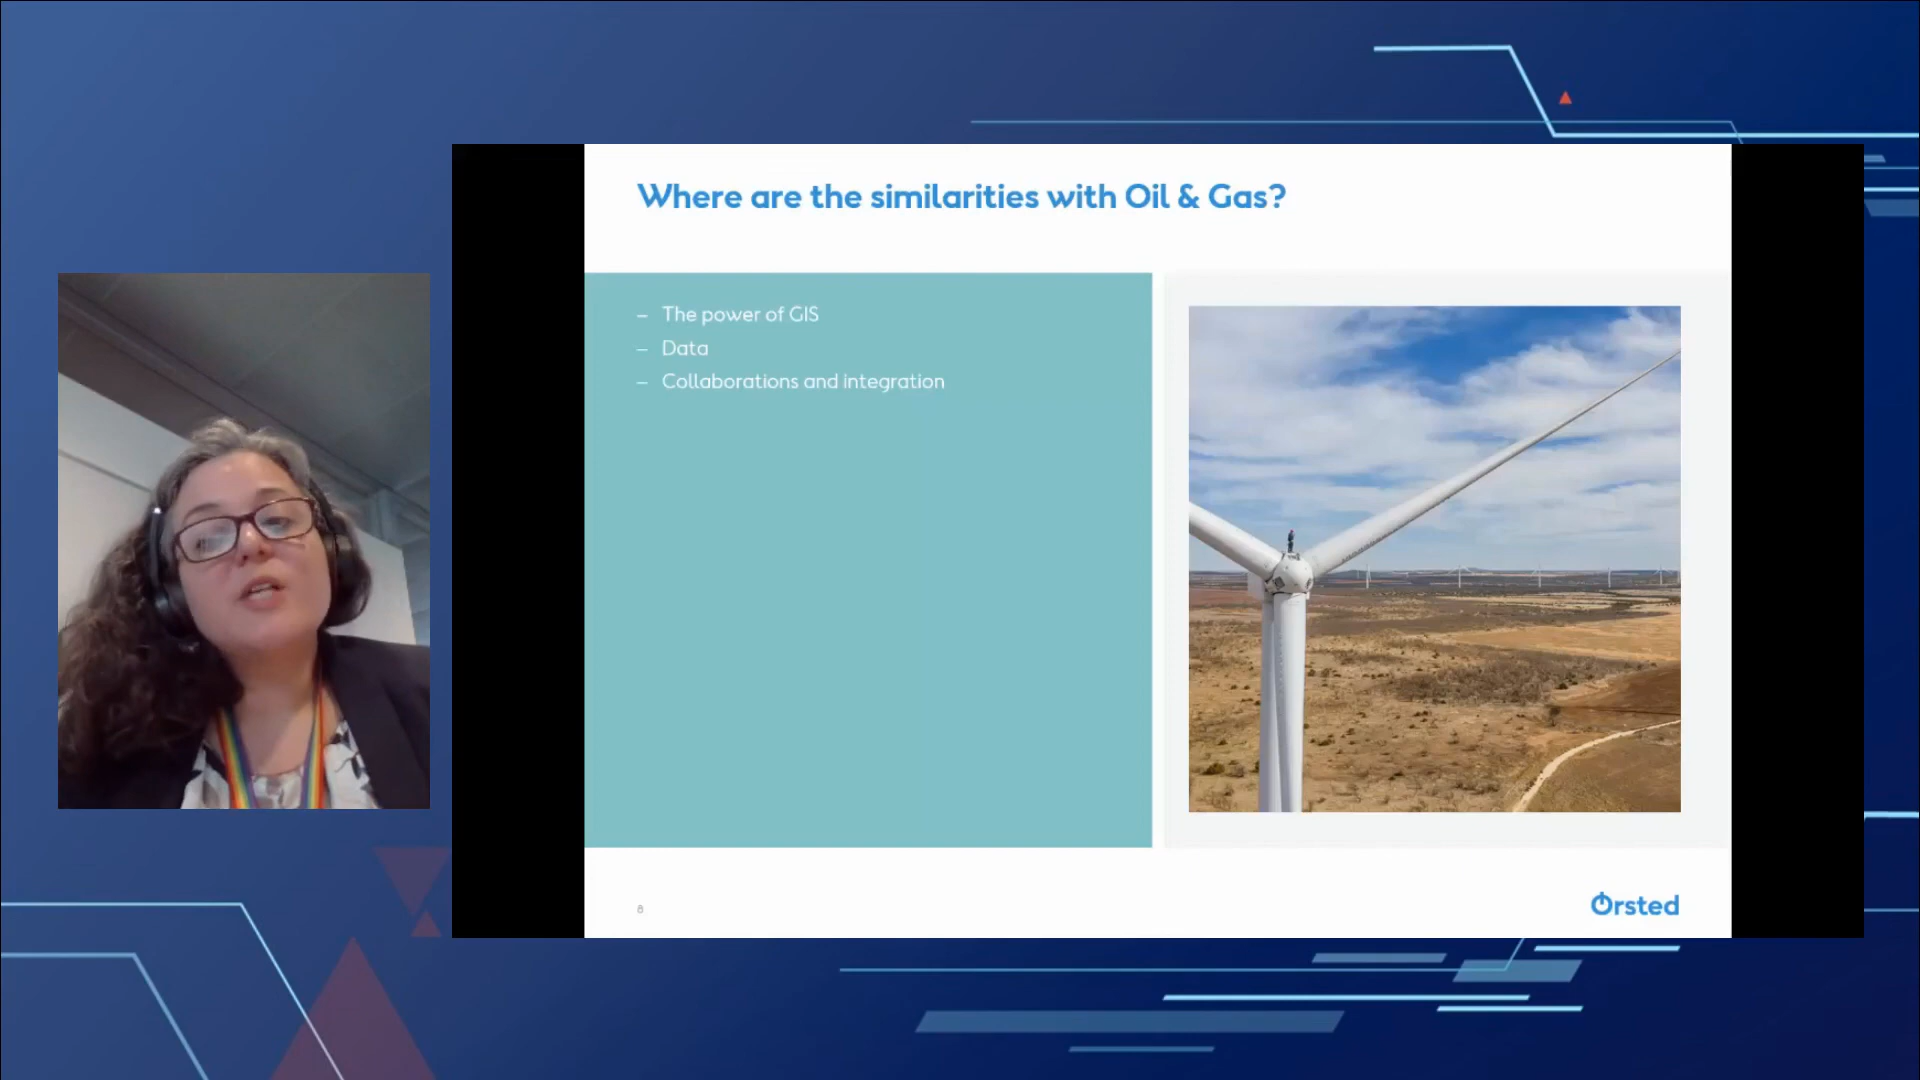 Where are the similarities with Oil & Gas?
– The power of GIS
– Data
– Collaborations and integration
8
Ørsted